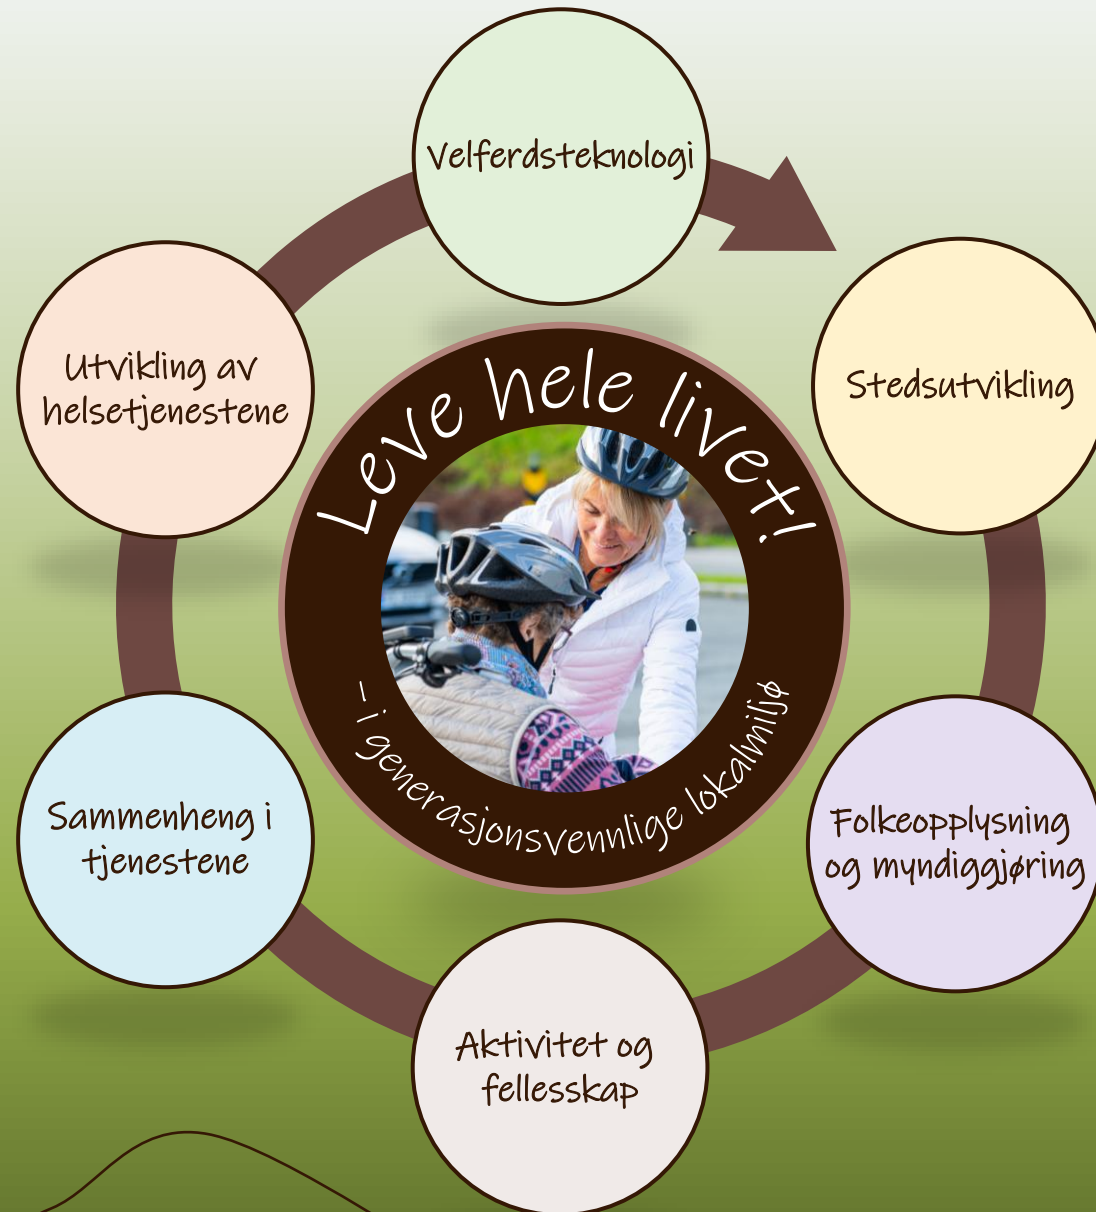 Velferdsteknologi
Stedsutvikling
Utvikling av
helsetjenestene
Leve hele livet!
- i generasjonsvennlige lokalmiljø
Sammenheng i
tjenestene
Folkeopplysning
og myndiggjøring
Aktivitet og
fellesskap